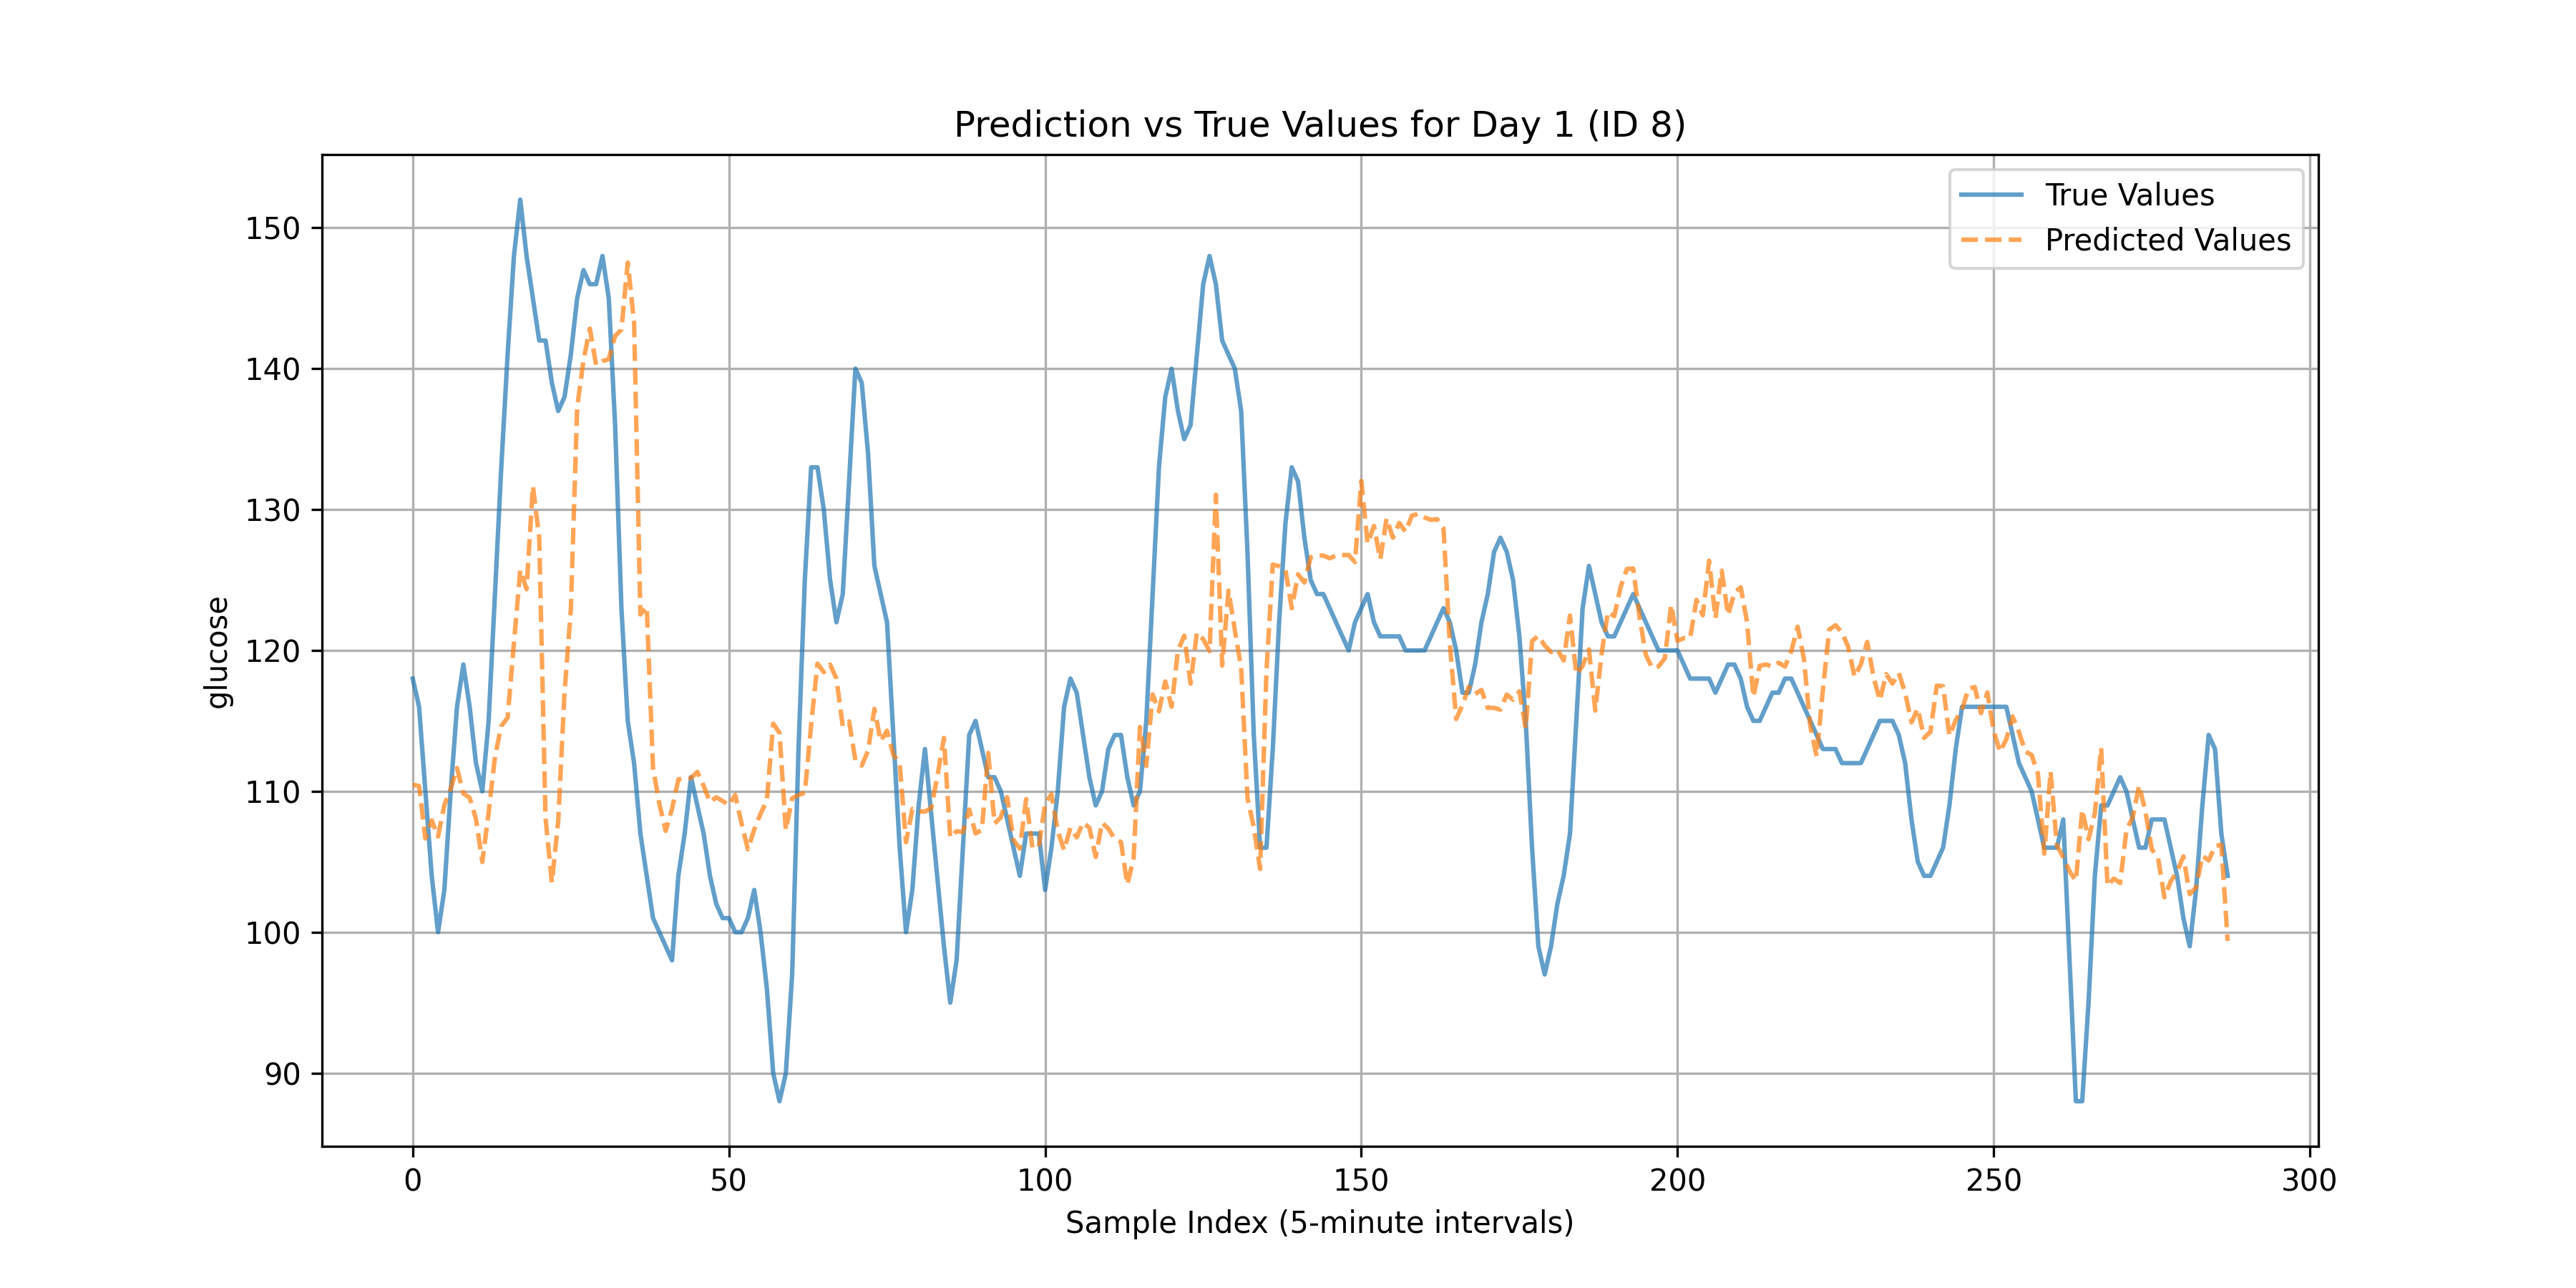 Prediction vs True Values for Day 1 (ID 8)
True Values
Predicted Values
glucose
150
140
130
120
110
100
90
0 50 100 150 200 250 300
Sample Index (5-minute intervals)